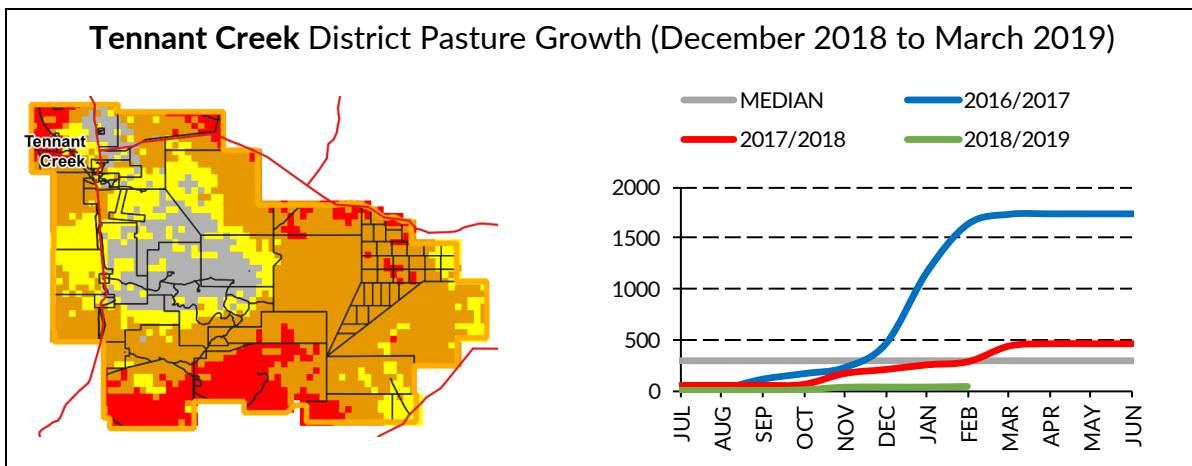 Tennant Creek District Pasture Growth (December 2018 to March 2019)
Tennant
Creek
MEDIAN
2016/2017
2017/2018
2018/2019
2000
1500
1000
500
0
JUL
AUG
SEP
OCT
NOV
DEC
JAN
FEB
MAR
APR
MAY
JUN